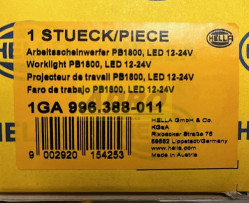 1 STUECK/PIECE
HELLA
Arbeitsscheinwerfer PB1800, LED 12-24V
Worklight PB1800, LED 12-24V
Projecteur de travail PB1800, LED 12-24V
Faro de trabajo PB1800, LED 12-24V
1GA 996.388-011
HELLA GmbH & Co.
KGaA
Rixbecker Straße 75
59552 Lippstadt/Germany
www.hella.com
Made in Austria
9 002920 154253